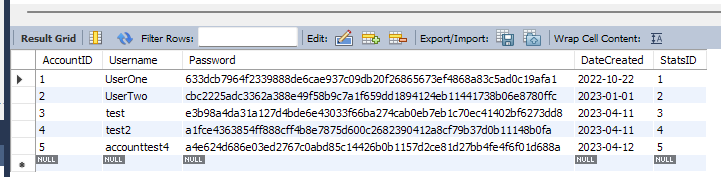 Result Grid Filter Rows: Edit: Export/Import: Wrap Cell Content: IA
AccountID Username Password DateCreated StatsID
1 UserOne 633dcb7964f2339888de6cae937c09db20f26865673ef4868a83c5ad0c19afa1 2022-10-22 1
2 UserTwo cbc2225adc3362a388e49f58b9c7a1f659dd1894124eb11441738b06e8780ffc 2023-01-01 2
3 test e3b98a4da31a127d4bde6e43033f66ba274cab0eb7eb1c70ec41402bf6273dd8 2023-04-11 3
4 test2 a1fce4363854ff888cff4b8e7875d600c2682390412a8cf79b37d0b11148b0fa 2023-04-11 4
5 accounttest4 a4e624d686e03ed2767c0abd85c14426b0b1157d2ce81d27bb4fe4f6f01d688a 2023-04-12 5
NULL NULL NULL NULL NULL